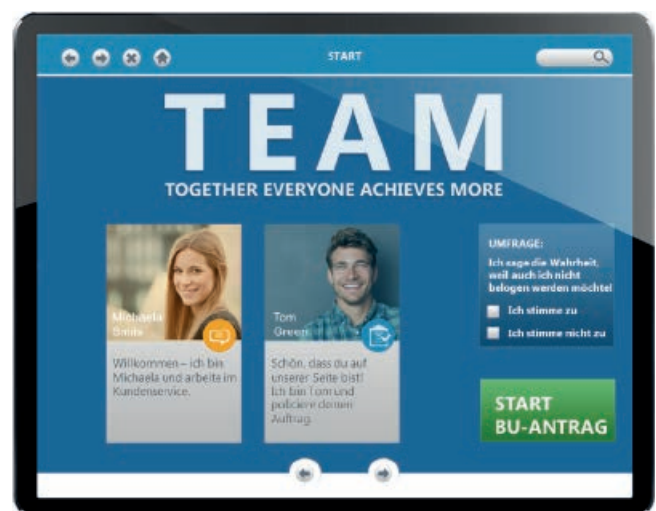 START
TEAM
TOGETHER EVERYONE ACHIEVES MORE
Michaela
Smile
Willkommen – ich bin
Michaela und arbeite im
Kundenservice.
Tom
Green
Schön, dass du auf
unserer Seite bist!
Ich bin Tom und
policiere deinen
Auftrag.
UMFRAGE:
Ich sage die Wahrheit,
weil auch ich nicht
belogen werden möchte!
Ich stimme zu
Ich stimme nicht zu
START
BU-ANTRAG